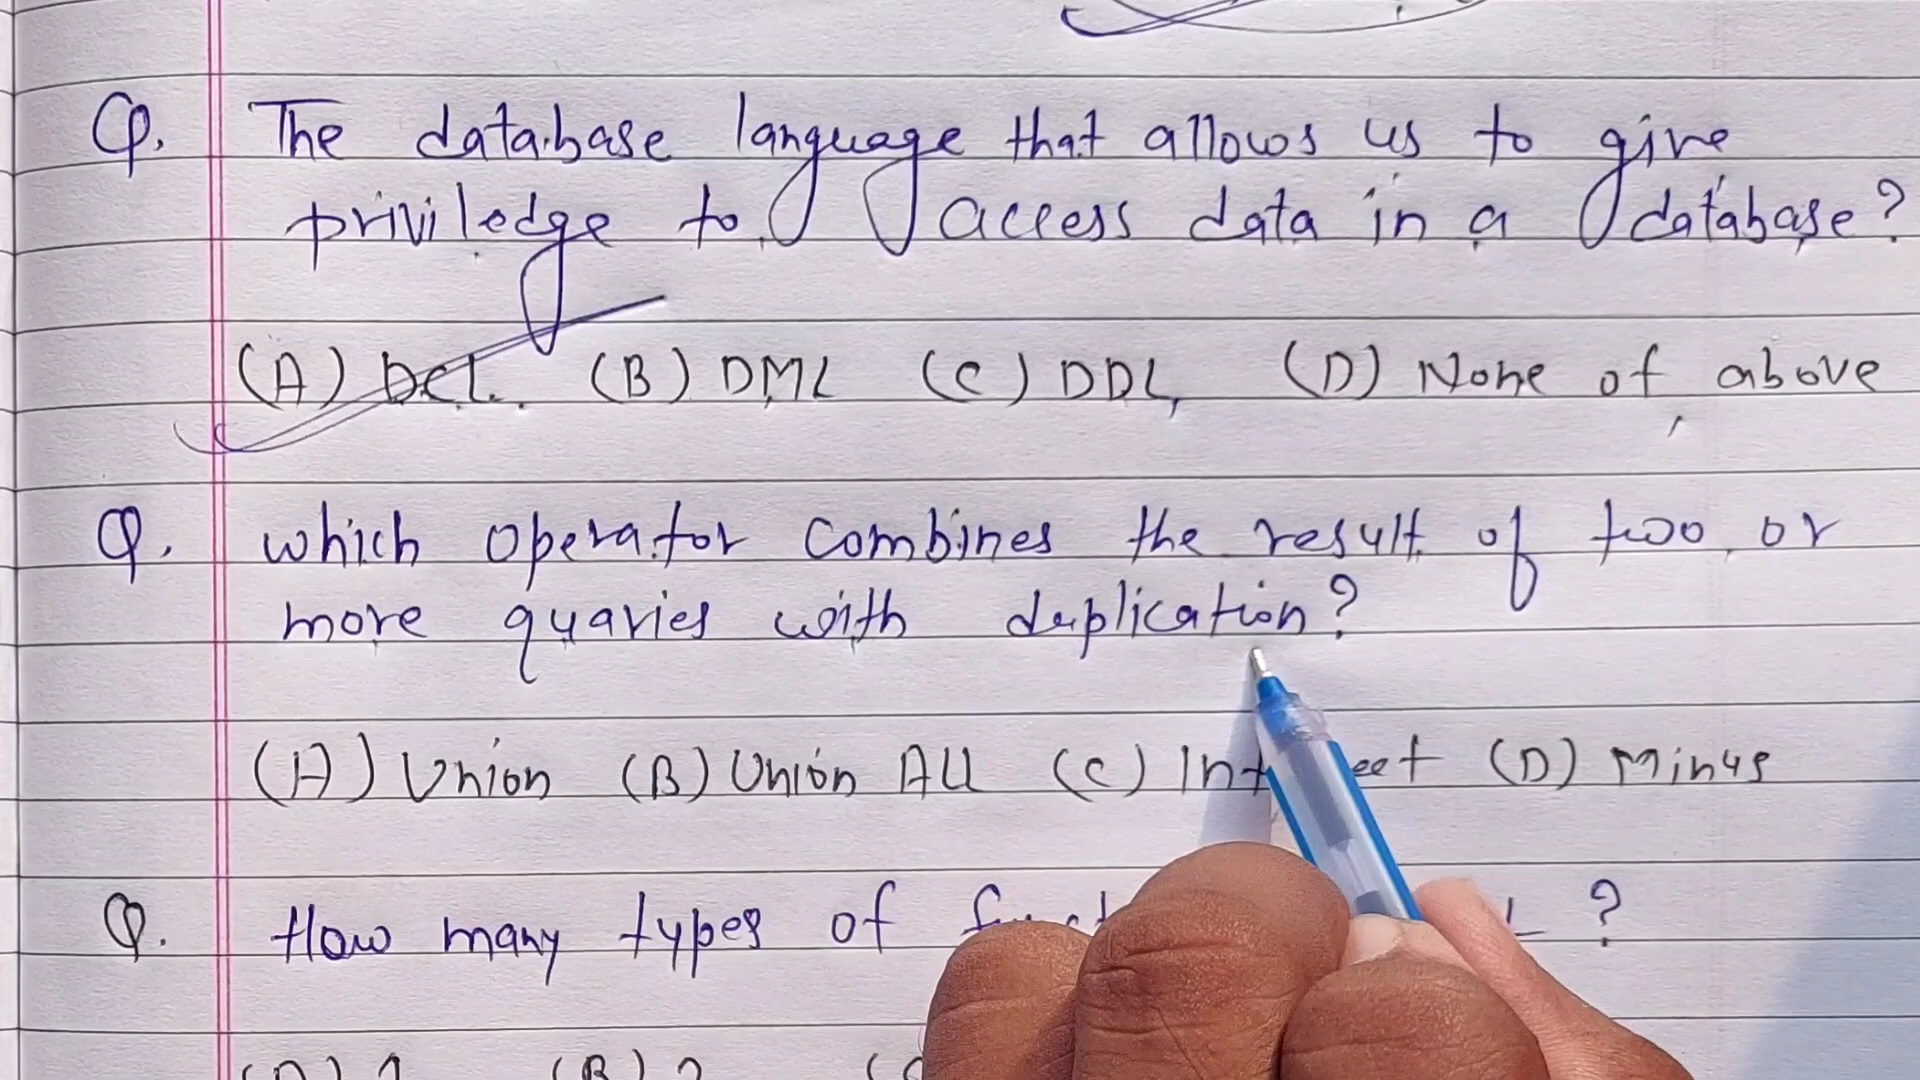 Q. The database language that allows us to give
priviledge to access data in a database?
(A) DCL (B) DML (C) DDL (D) None of above
Q. which operator combines the result of two or
more quaries with duplication?
(A) Union (B) Union All (C) (D) Minus
Q. How many types of ?
(A) 1 (B) 2